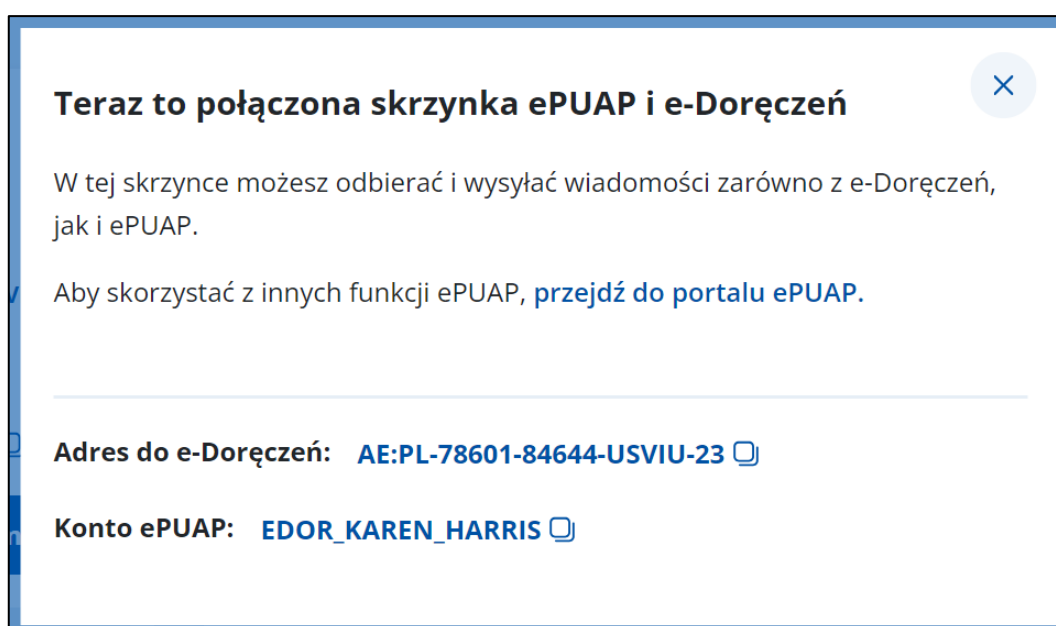 Teraz to połączona skrzynka ePUAP i e-Doręczeń
W tej skrzynce możesz odbierać i wysyłać wiadomości zarówno z e-Doręczeń,
jak i ePUAP.
Aby skorzystać z innych funkcji ePUAP, przejdź do portalu ePUAP.
Adres do e-Doręczeń: AE:PL-78601-84644-USVIU-23
Konto ePUAP: EDOR_KAREN_HARRIS